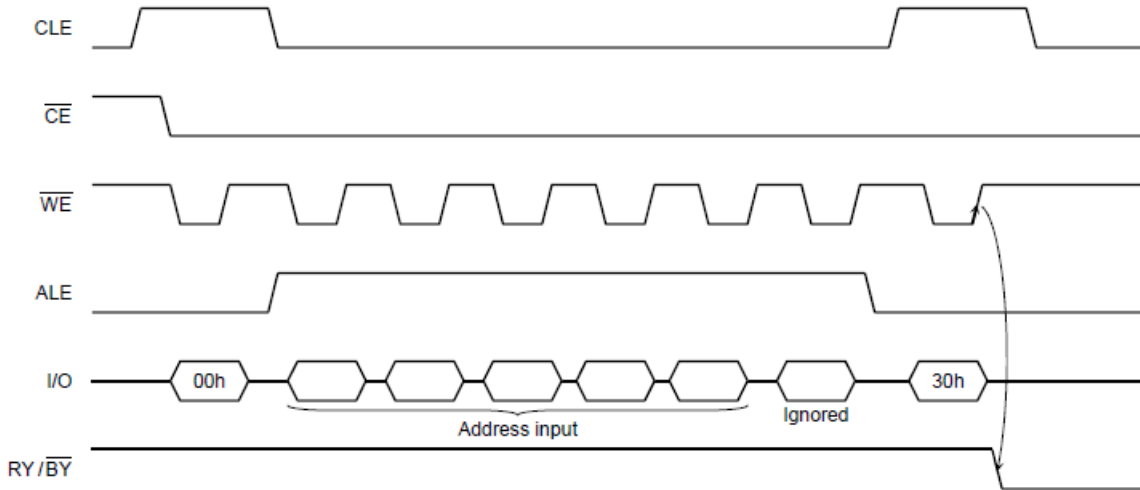 CLE
CE
WE
ALE
I/O
00h
30h
Address input
Ignored
RY/BY